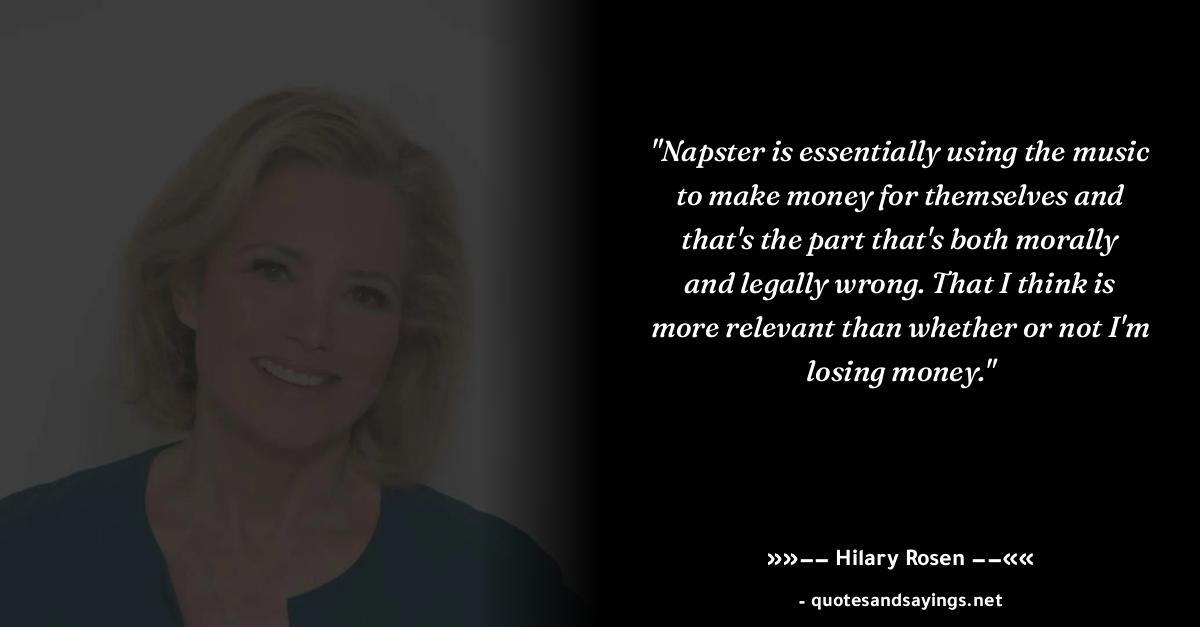 "Napster is essentially using the music
to make money for themselves and
that's the part that's both morally
and legally wrong. That I think is
more relevant than whether or not I'm
losing money."
»»–– Hilary Rosen ––««
- quotesandsayings.net